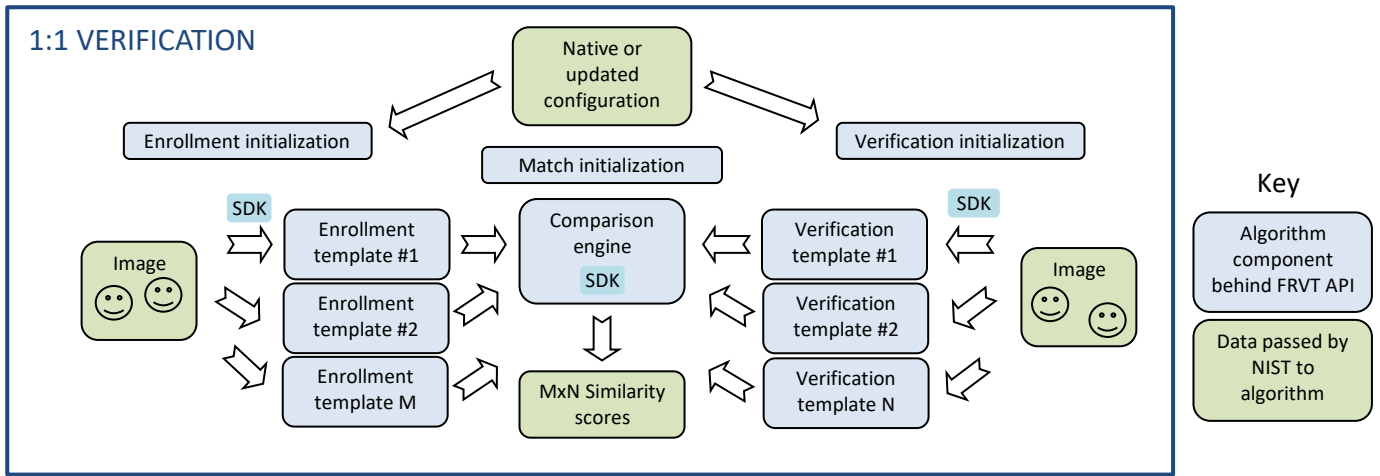 1:1 VERIFICATION
Native or
updated
configuration
Enrollment initialization
Match initialization
Verification initialization
SDK
Image
Enrollment
template #1
Enrollment
template #2
Enrollment
template M
Comparison
engine
SDK
MxN Similarity
scores
Verification
template #1
Verification
template #2
Verification
template N
SDK
Image
Key
Algorithm
component
behind FRVT API
Data passed by
NIST to
algorithm